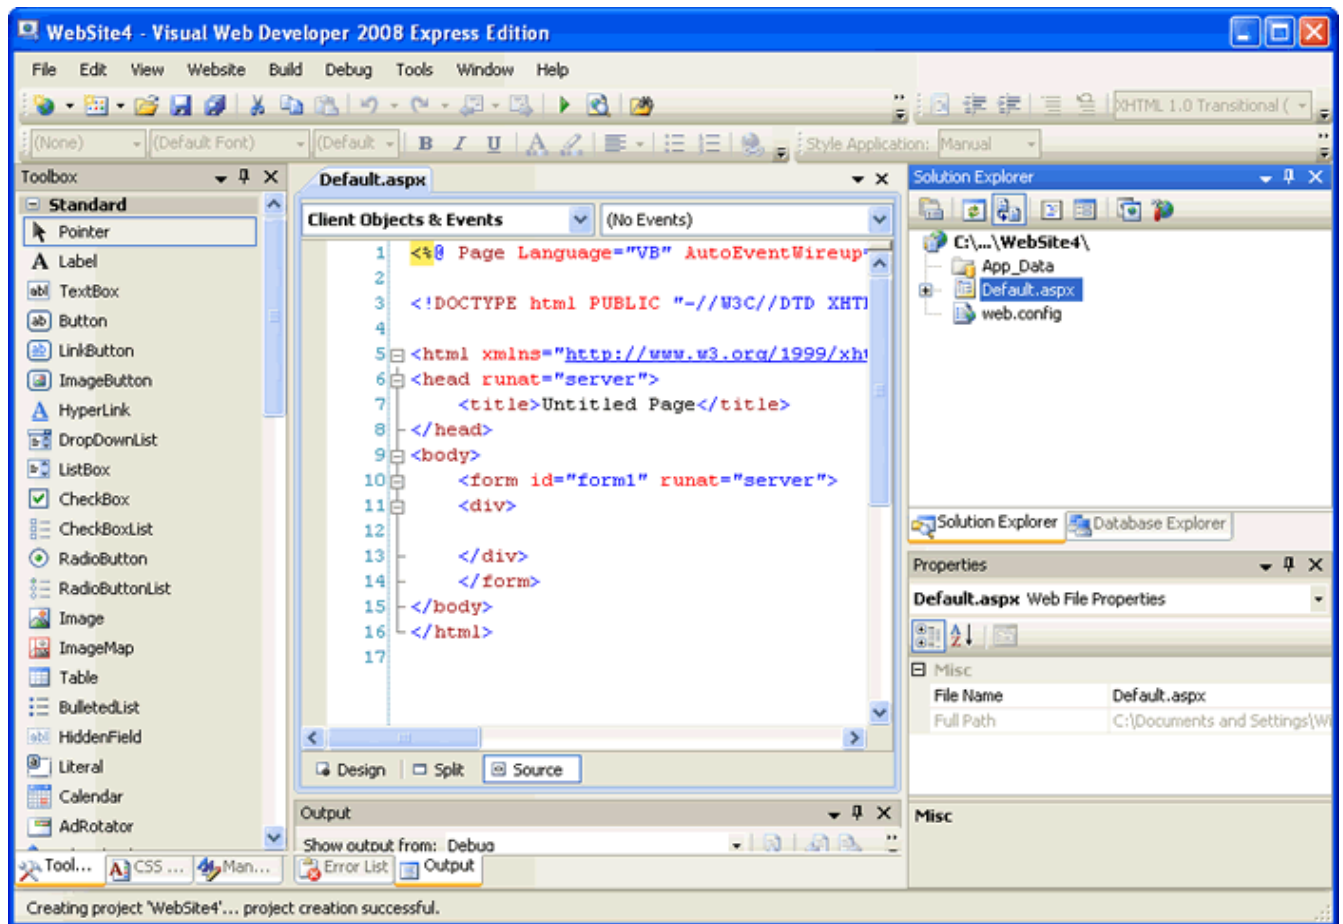 WebSite4 - Visual Web Developer 2008 Express Edition
File Edit View Website Build Debug Tools Window Help
XHTML 1.0 Transitional (
(None) (Default Font) (Default B I U A Style Application: Manual
Toolbox
Standard
Pointer
A Label
abl TextBox
ab Button
ab LinkButton
ImageButton
A HyperLink
DropDownList
ListBox
CheckBox
CheckBoxList
RadioButton
RadioButtonList
Image
ImageMap
Table
BulletedList
abl HiddenField
Literal
Calendar
AdRotator
Tool... CSS ... Man...
Default.aspx
Client Objects & Events (No Events)
1 <%@ Page Language="VB" AutoEventWireup=
2
3 <!DOCTYPE html PUBLIC "-//W3C//DTD XHT
4
5 <html xmlns="http://www.w3.org/1999/xh
6 <head runat="server">
7 <title>Untitled Page</title>
8 </head>
9 <body>
10 <form id="form1" runat="server">
11 <div>
12
13 </div>
14 </form>
15 </body>
16 </html>
17
Design Split Source
Output
Show output from: Debug
Error List Output
Solution Explorer
C:\...\WebSite4\
App_Data
Default.aspx
web.config
Solution Explorer Database Explorer
Properties
Default.aspx Web File Properties
Misc
File Name Default.aspx
Full Path C:\Documents and Settings\Wi
Misc
Creating project 'WebSite4'... project creation successful.